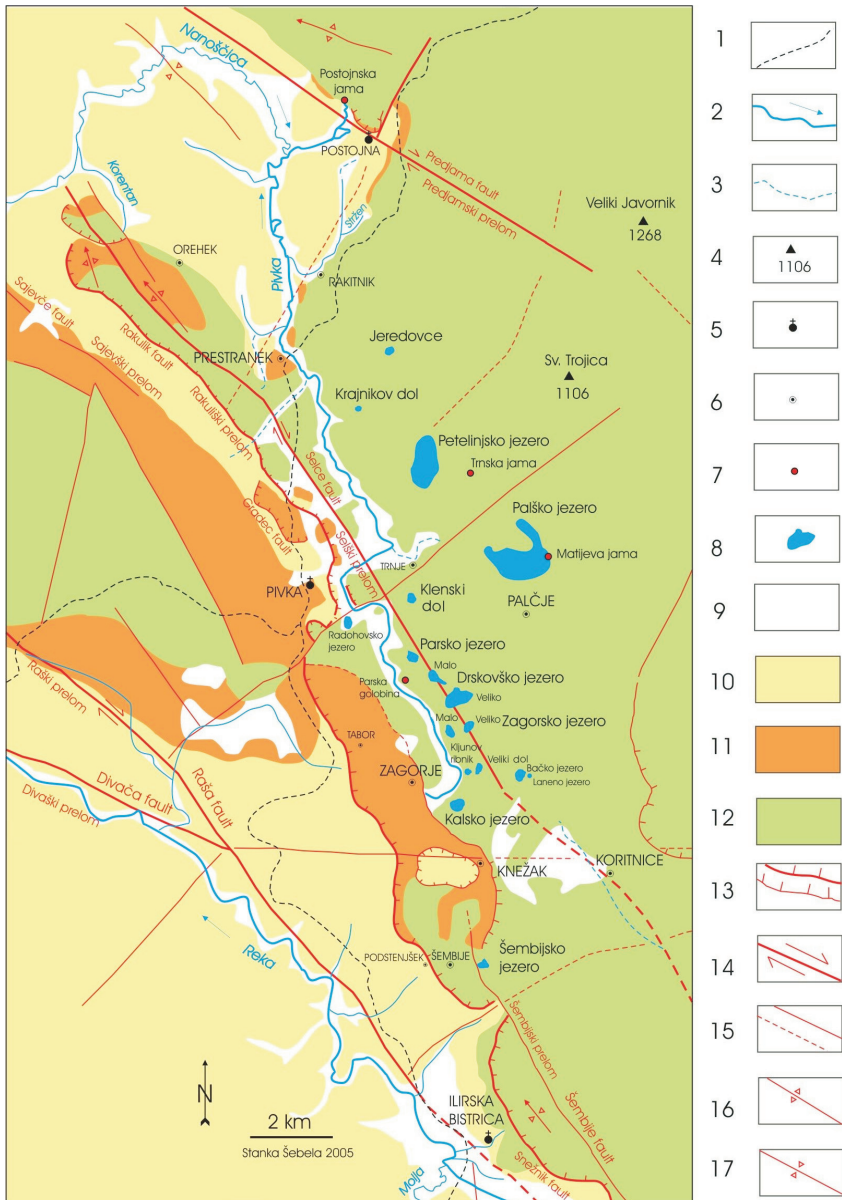 Nanoščica
Postojnska
jama
POSTOJNA
Predjama fault
Predjamski prelom
Korentan
Stržen
Pivka
OREHEK
RAKITNIK
Veliki Javornik
1268
Sajevče fault
Sajevški prelom
Rakulik fault
Rakuliški prelom
PRESTRANEK
Jeredovce
Krajnikov dol
Sv. Trojica
1106
Petelinjsko jezero
Trnska jama
Selce fault
Selški prelom
Gradec fault
Palško jezero
Matijeva jama
TRNJE
PIVKA
Klenski
dol
PALČJE
Radohovsko
jezero
Parsko jezero
Parska
golobina
Malo
Drskovško jezero
Veliko
Malo
Veliko
Zagorsko jezero
Kljunov
ribnik
Veliki dol
Bačko jezero
Laneno jezero
TABOR
ZAGORJE
Kalsko jezero
Raški prelom
Raša fault
Divača fault
Divaški prelom
KNEŽAK
KORITNICE
Reka
PODSTENJŠEK
ŠEMBIJE
Šembijsko
jezero
Šembijski prelom
Šembije fault
N
2 km
Stanka Šebela 2005
ILIRSKA
BISTRICA
Snežnik fault
Molja
1
2
3
4
1106
5
6
7
8
9
10
11
12
13
14
15
16
17